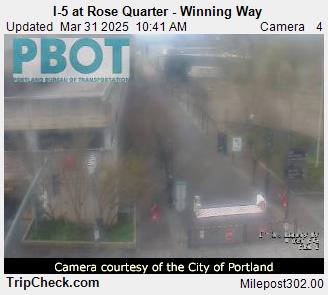 I-5 at Rose Quarter - Winning Way
Updated Mar 31 2025 10:41 AM Camera 4
PBOT
PORTLAND BUREAU OF TRANSPORTATION
Camera courtesy of the City of Portland
TripCheck.com Milepost302.00